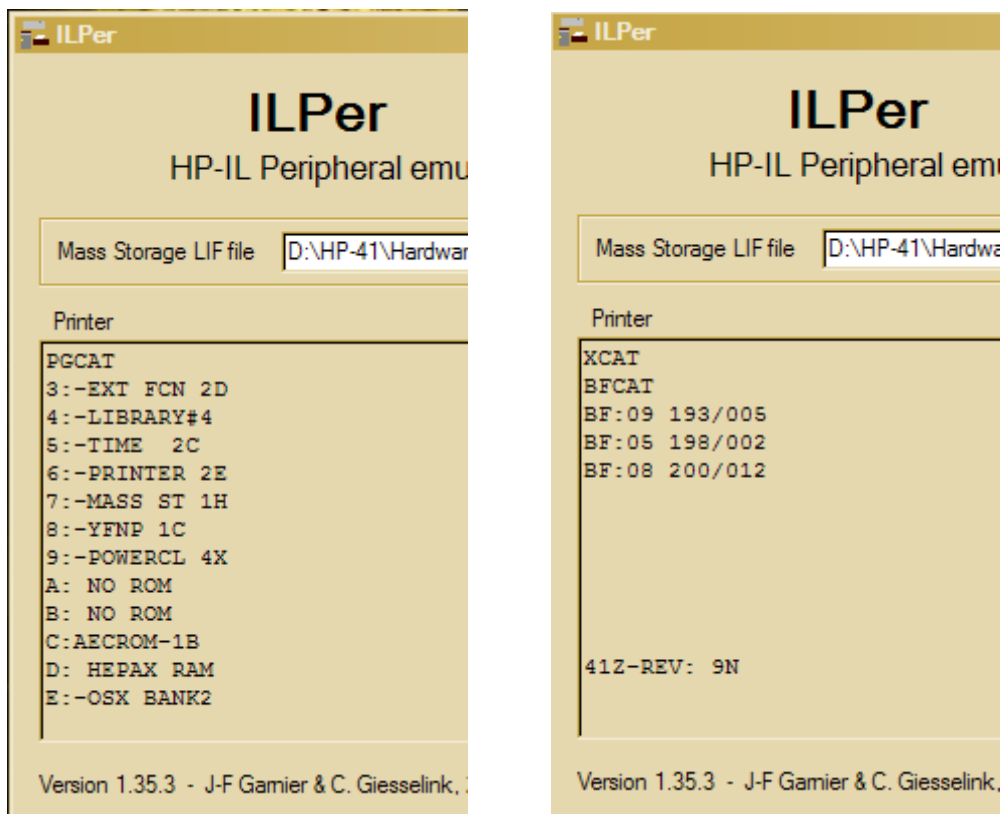 ILPer
ILPer
HP-IL Peripheral emu
Mass Storage LIF file D:\HP-41\Hardwar
Printer
PGCAT
3:-EXT FCN 2D
4:-LIBRARY#4
5:-TIME  2C
6:-PRINTER 2E
7:-MASS ST 1H
8:-YFNP 1C
9:-POWERCL 4X
A: NO ROM
B: NO ROM
C:AECROM-1B
D: HEPAX RAM
E:-OSX BANK2
Version 1.35.3 - J-F Garnier & C. Giesselink,
ILPer
ILPer
HP-IL Peripheral em
Mass Storage LIF file D:\HP-41\Hardwa
Printer
XCAT
BFCAT
BF:09 193/005
BF:05 198/002
BF:08 200/012
41Z-REV: 9N
Version 1.35.3 - J-F Garnier & C. Giesselink,